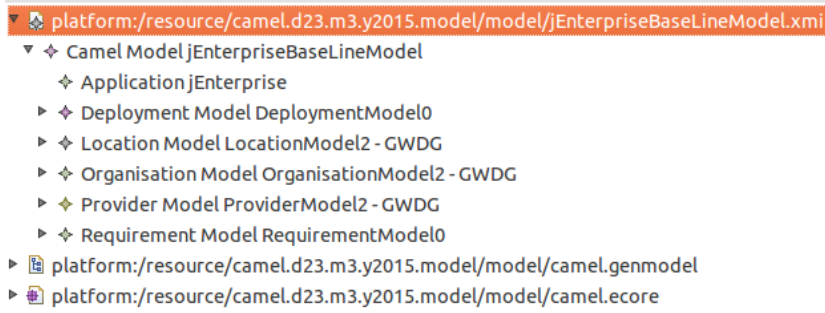 platform:/resource/camel.d23.m3.y2015.model/model/jEnterpriseBaseLineModel.xmi
Camel Model jEnterpriseBaseLineModel
Application jEnterprise
Deployment Model DeploymentModel0
Location Model LocationModel2 - GWDG
Organisation Model OrganisationModel2 - GWDG
Provider Model ProviderModel2 - GWDG
Requirement Model RequirementModel0
platform:/resource/camel.d23.m3.y2015.model/model/camel.genmodel
platform:/resource/camel.d23.m3.y2015.model/model/camel.ecore